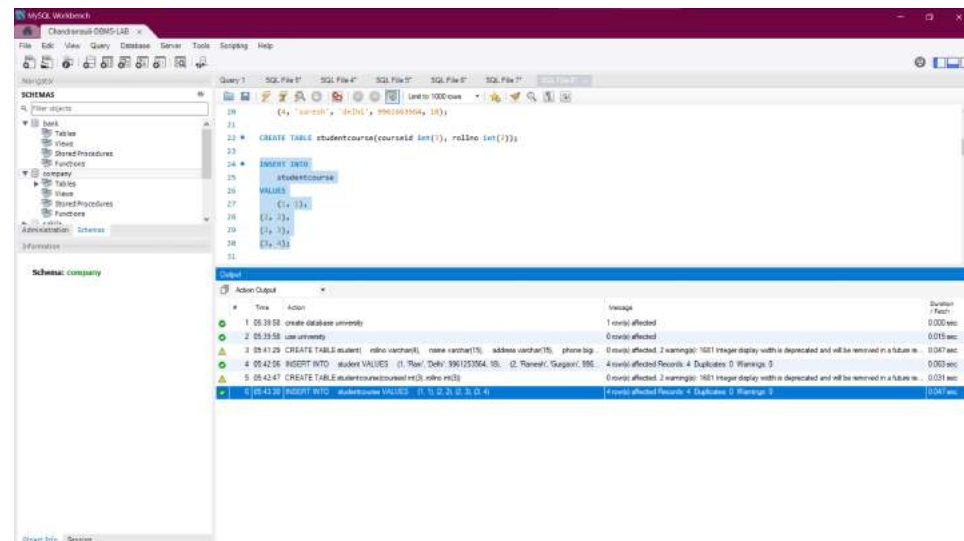 MySQL Workbench
Chandramauli-DBMS-LAB ×
File Edit View Query Database Server Tools Scripting Help
Navigator
Query 1 SQL File 3* SQL File 4* SQL File 5* SQL File 6* SQL File 7*
SCHEMAS
Limit to 1000 rows
Filter objects
bank
Tables
Views
Stored Procedures
Functions
company
Tables
Views
Stored Procedures
Functions
Administration Schemas
Information
Schema: company
20 (4, 'suresh', 'delhi', 18);
21
22 CREATE TABLE studentcourse(courseid int(3), rollno int(3));
23
24 INSERT INTO
25 studentcourse
26 VALUES
27 (1, 1),
28 (2, 2),
29 (2, 3),
30 (3, 4);
31
Output
Action Output
# Time Action Message Duration / Fetch
1 05:39:58 create database university 1 row(s) affected 0.000 sec
2 05:39:58 use university 0 row(s) affected 0.015 sec
3 05:41:29 CREATE TABLE student( rollno varchar(4), name varchar(15), address varchar(15), phone big... 0 row(s) affected, 2 warning(s): 1681 Integer display width is deprecated and will be removed in a future re... 0.047 sec
4 05:42:06 INSERT INTO student VALUES (1, 'Ram', 'Delhi', 9961253064, 18), (2, 'Ramesh', 'Gurgaon', 996... 4 row(s) affected Records: 4 Duplicates: 0 Warnings: 0 0.063 sec
5 05:42:47 CREATE TABLE studentcourse(courseid int(3), rollno int(3)) 0 row(s) affected, 2 warning(s): 1681 Integer display width is deprecated and will be removed in a future re... 0.031 sec
6 05:43:30 INSERT INTO studentcourse VALUES (1, 1), (2, 2), (2, 3), (3, 4) 4 row(s) affected Records: 4 Duplicates: 0 Warnings: 0 0.047 sec
Object Info Session